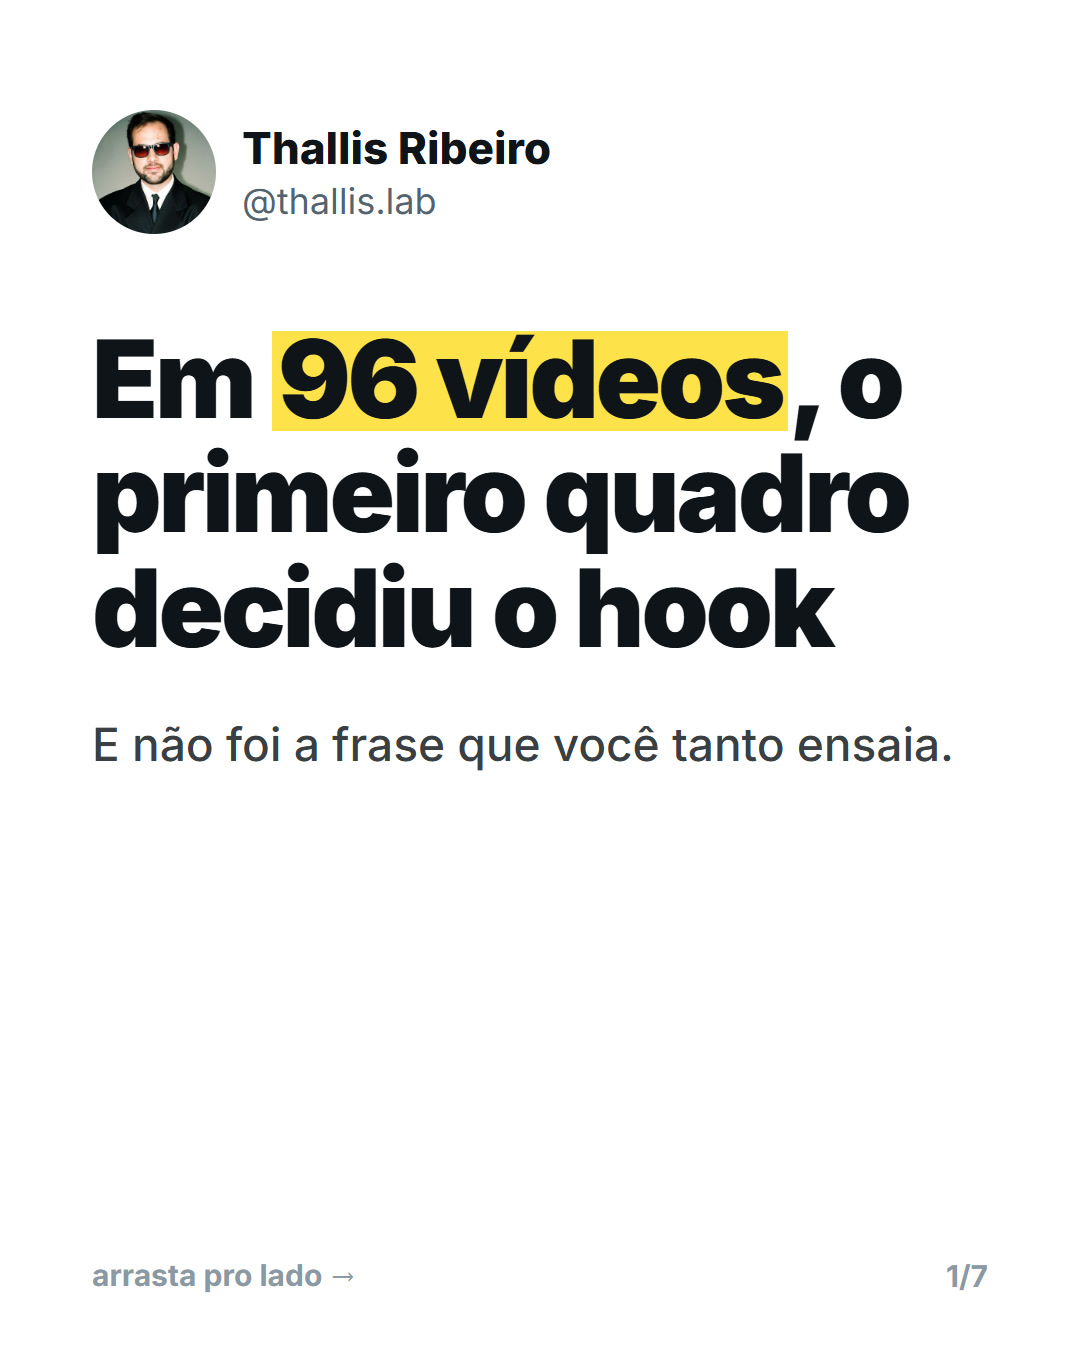 Thallis Ribeiro
@thallis.lab
Em 96 vídeos, o
primeiro quadro
decidiu o hook
E não foi a frase que você tanto ensaia.
arrasta pro lado →
1/7